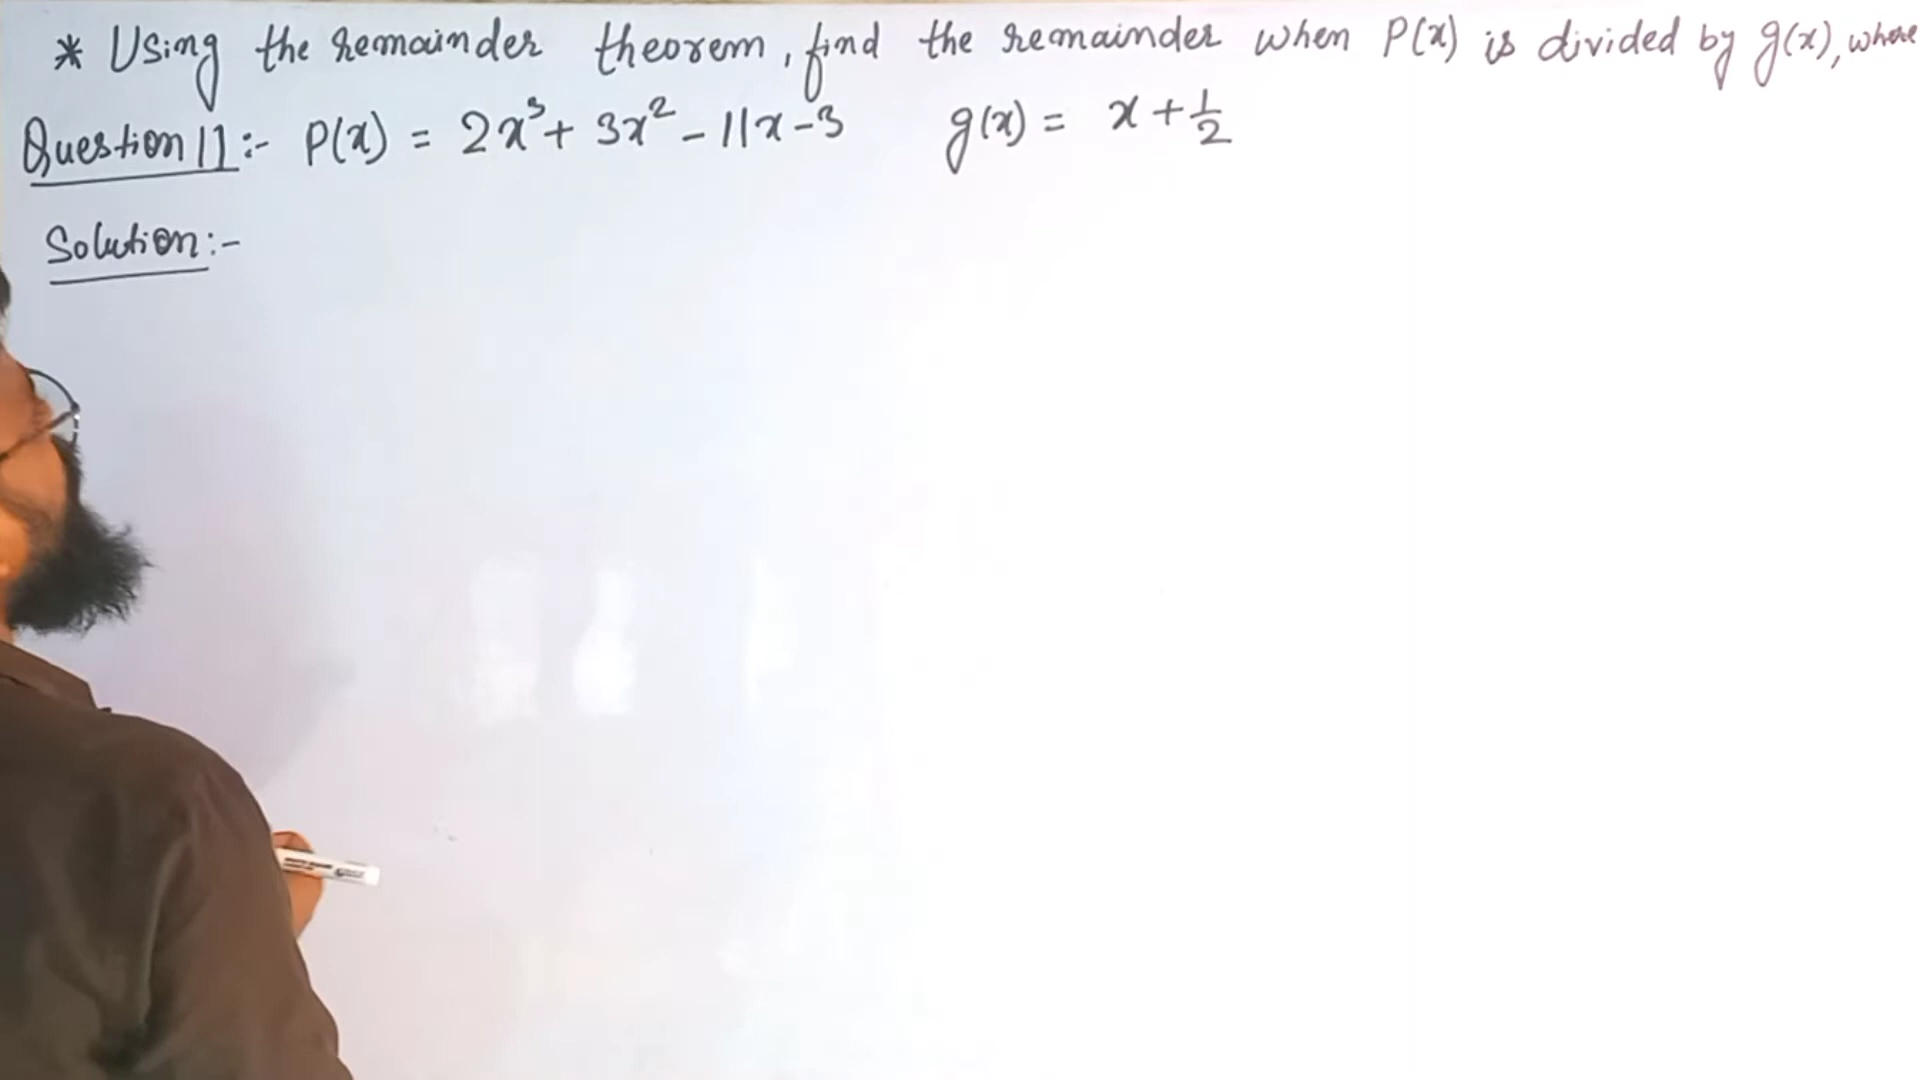 * Using the remainder theorem, find the remainder when P(x) is divided by g(x), where
Question 11:- P(x) = 2x³ + 3x² - 11x - 3 g(x) = x + 1/2
Solution:-